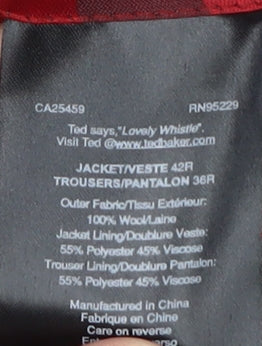 CA25459 RN95229
Ted says,"Lovely Whistle".
Visit Ted @www.tedbaker.com
JACKET/VESTE 42R
TROUSERS/PANTALON 36R
Outer Fabric/Tissu Extérieur:
100% Wool/Laine
Jacket Lining/Doublure Veste:
55% Polyester 45% Viscose
Trouser Lining/Doublure Pantalon:
55% Polyester 45% Viscose
Manufactured in China
Fabrique en Chine
Care on reverse